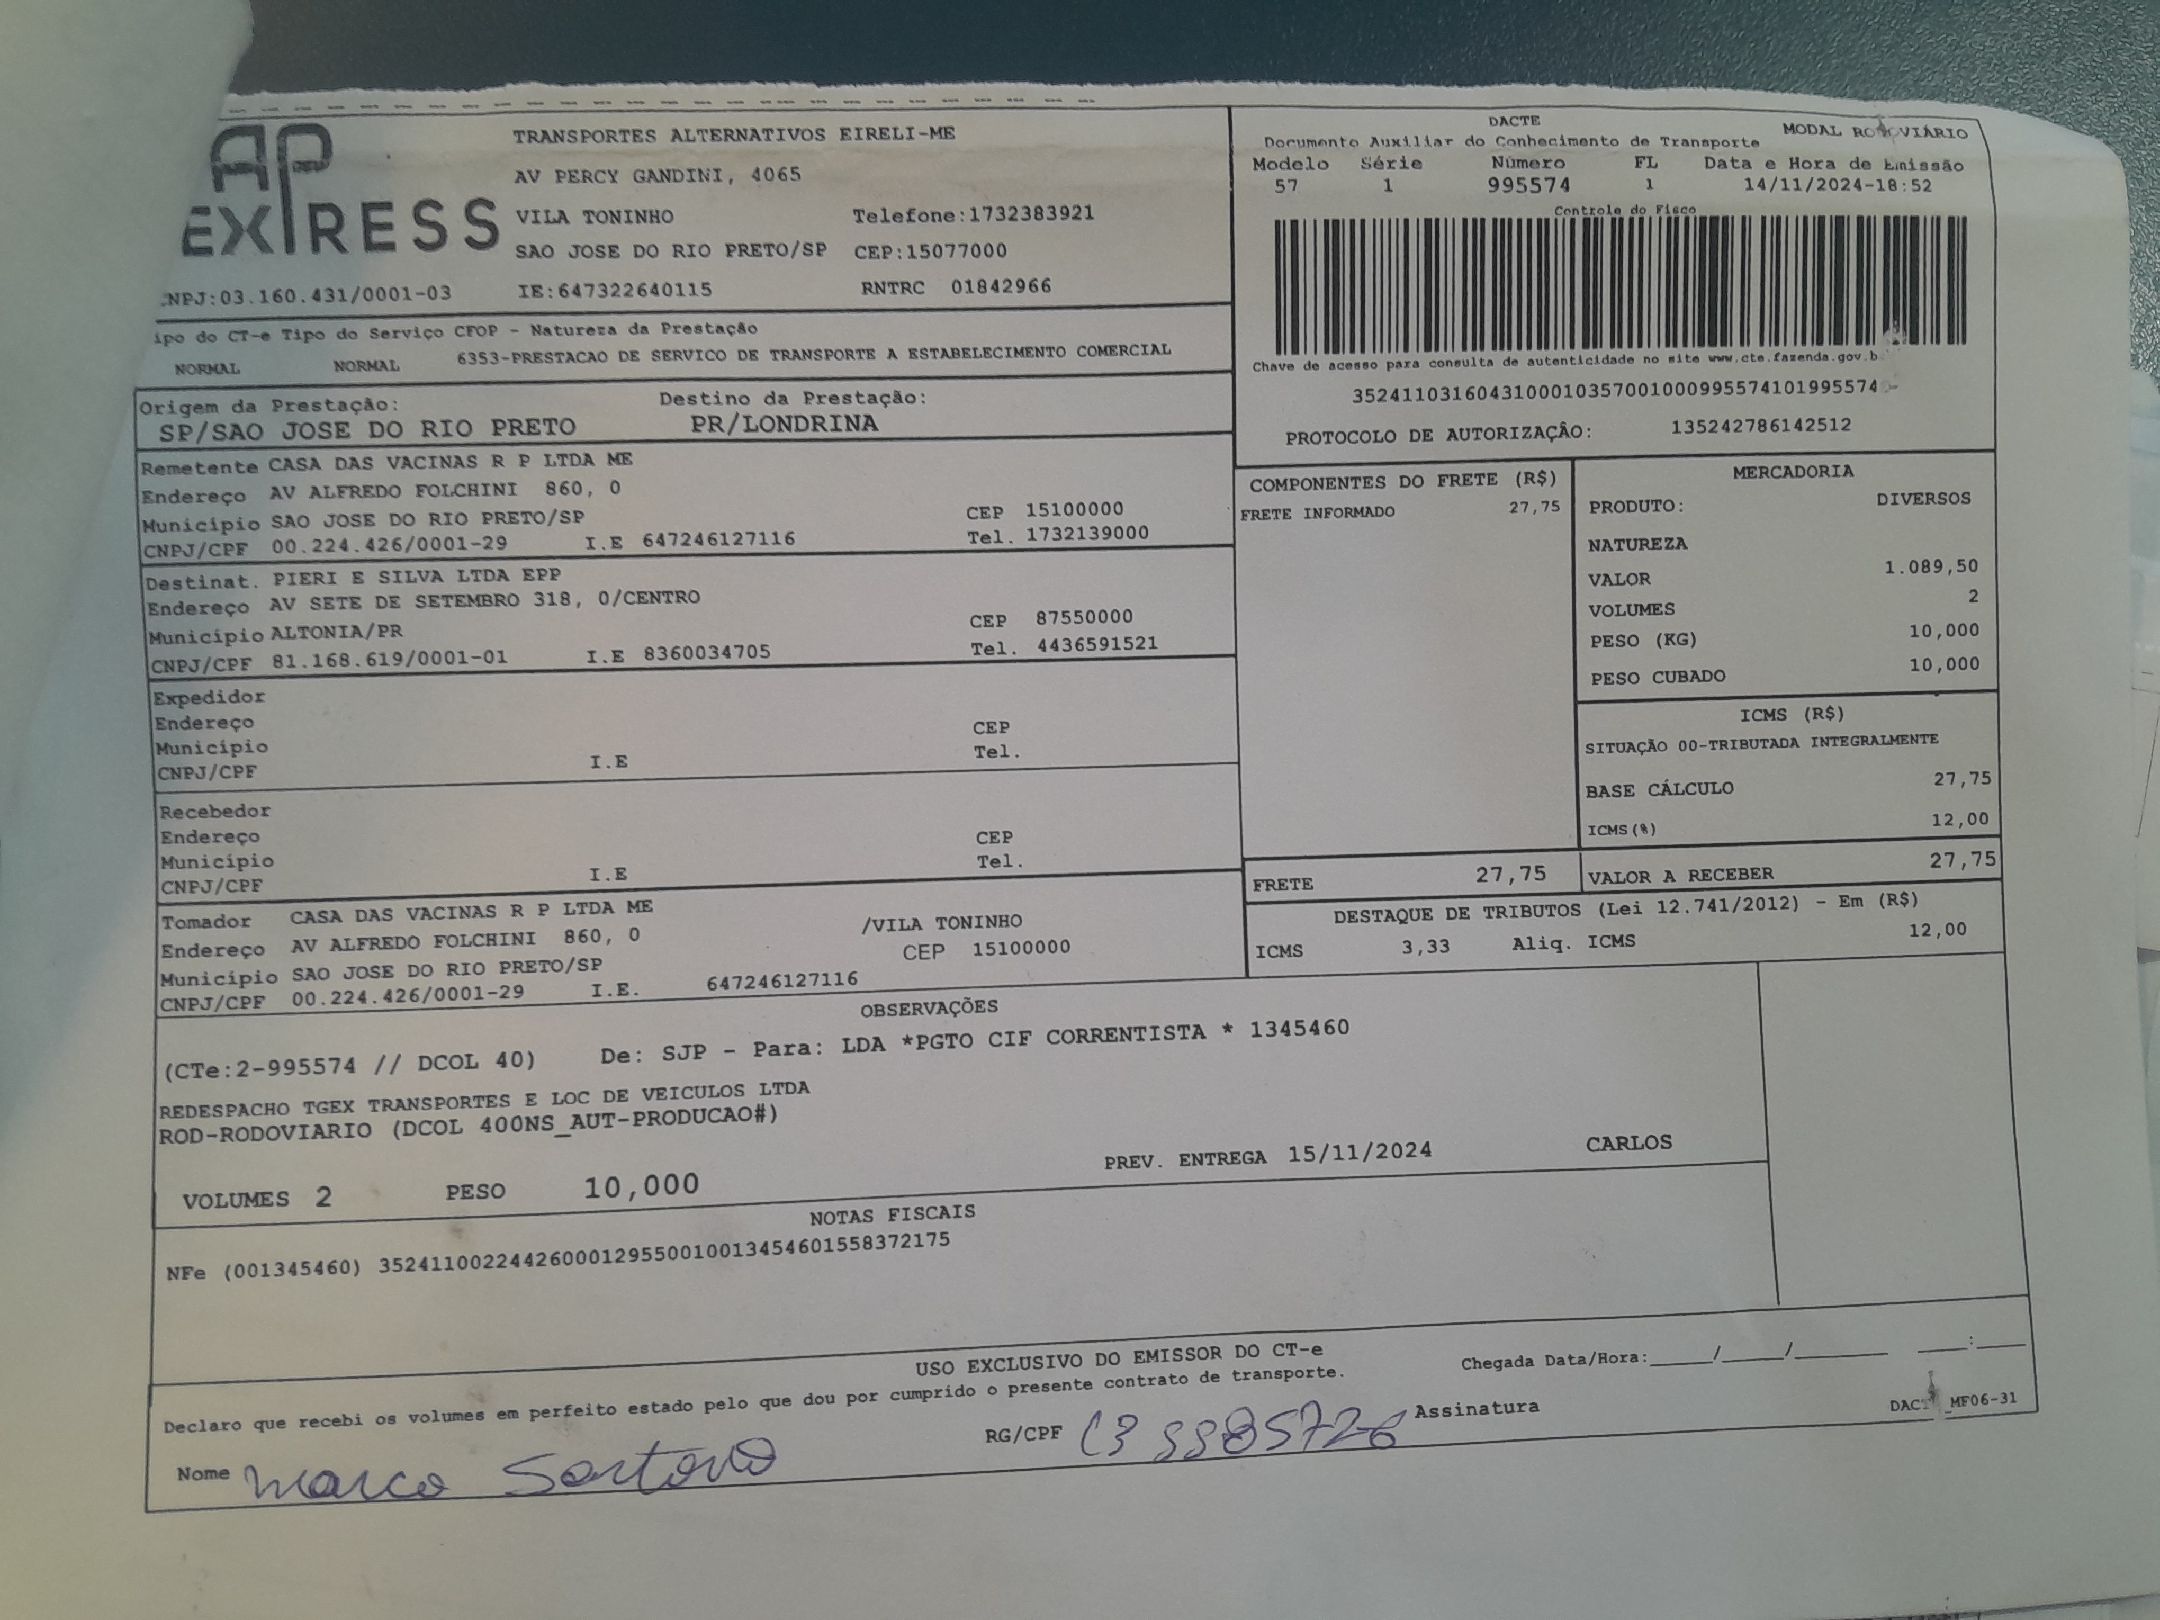 AP EXPRESS
TRANSPORTES ALTERNATIVOS EIRELI-ME
AV PERCY GANDINI, 4065
VILA TONINHO Telefone:1732383921
SAO JOSE DO RIO PRETO/SP CEP:15077000
NPJ:03.160.431/0001-03 IE:647322640115 RNTRC 01842966
ipo do CT-e Tipo do Serviço CFOP - Natureza da Prestação
NORMAL NORMAL 6353-PRESTACAO DE SERVICO DE TRANSPORTE A ESTABELECIMENTO COMERCIAL
DACTE MODAL RODOVIÁRIO
Documento Auxiliar do Conhecimento de Transporte
Modelo Série Número FL Data e Hora de Emissão
57 1 995574 1 14/11/2024-18:52
Controle do Fisco
Chave de acesso para consulta de autenticidade no site www.cte.fazenda.gov.b
3524110316043100010357001000995574101995574
PROTOCOLO DE AUTORIZAÇÃO: 135242786142512
Origem da Prestação: Destino da Prestação:
SP/SAO JOSE DO RIO PRETO PR/LONDRINA
Remetente CASA DAS VACINAS R P LTDA ME
Endereço AV ALFREDO FOLCHINI 860, 0
Município SAO JOSE DO RIO PRETO/SP CEP 15100000
CNPJ/CPF 00.224.426/0001-29 I.E 647246127116 Tel. 1732139000
Destinat. PIERI E SILVA LTDA EPP
Endereço AV SETE DE SETEMBRO 318, 0/CENTRO
Município ALTONIA/PR CEP 87550000
CNPJ/CPF 81.168.619/0001-01 I.E 8360034705 Tel. 4436591521
Expedidor
Endereço CEP
Município Tel.
CNPJ/CPF I.E
Recebedor
Endereço CEP
Município Tel.
CNPJ/CPF I.E
Tomador CASA DAS VACINAS R P LTDA ME
Endereço AV ALFREDO FOLCHINI 860, 0 /VILA TONINHO
Município SAO JOSE DO RIO PRETO/SP CEP 15100000
CNPJ/CPF 00.224.426/0001-29 I.E. 647246127116
COMPONENTES DO FRETE (R$)
FRETE INFORMADO 27,75
MERCADORIA
PRODUTO: DIVERSOS
NATUREZA
VALOR 1.089,50
VOLUMES 2
PESO (KG) 10,000
PESO CUBADO 10,000
ICMS (R$)
SITUAÇÃO 00-TRIBUTADA INTEGRALMENTE
BASE CÁLCULO 27,75
ICMS(%) 12,00
FRETE 27,75 VALOR A RECEBER 27,75
DESTAQUE DE TRIBUTOS (Lei 12.741/2012) - Em (R$)
ICMS 3,33 Aliq. ICMS 12,00
OBSERVAÇÕES
(CTe:2-995574 // DCOL 40) De: SJP - Para: LDA *PGTO CIF CORRENTISTA * 1345460
REDESPACHO TGEX TRANSPORTES E LOC DE VEICULOS LTDA
ROD-RODOVIARIO (DCOL 400NS_AUT-PRODUCAO#)
PREV. ENTREGA 15/11/2024 CARLOS
VOLUMES 2 PESO 10,000
NOTAS FISCAIS
NFe (001345460) 35241100224426000129550010013454601558372175
USO EXCLUSIVO DO EMISSOR DO CT-e
Declaro que recebi os volumes em perfeito estado pelo que dou por cumprido o presente contrato de transporte.
Chegada Data/Hora:_____/_____/_______ ____:____
Nome Marco RG/CPF Assinatura
DACT MF06-31